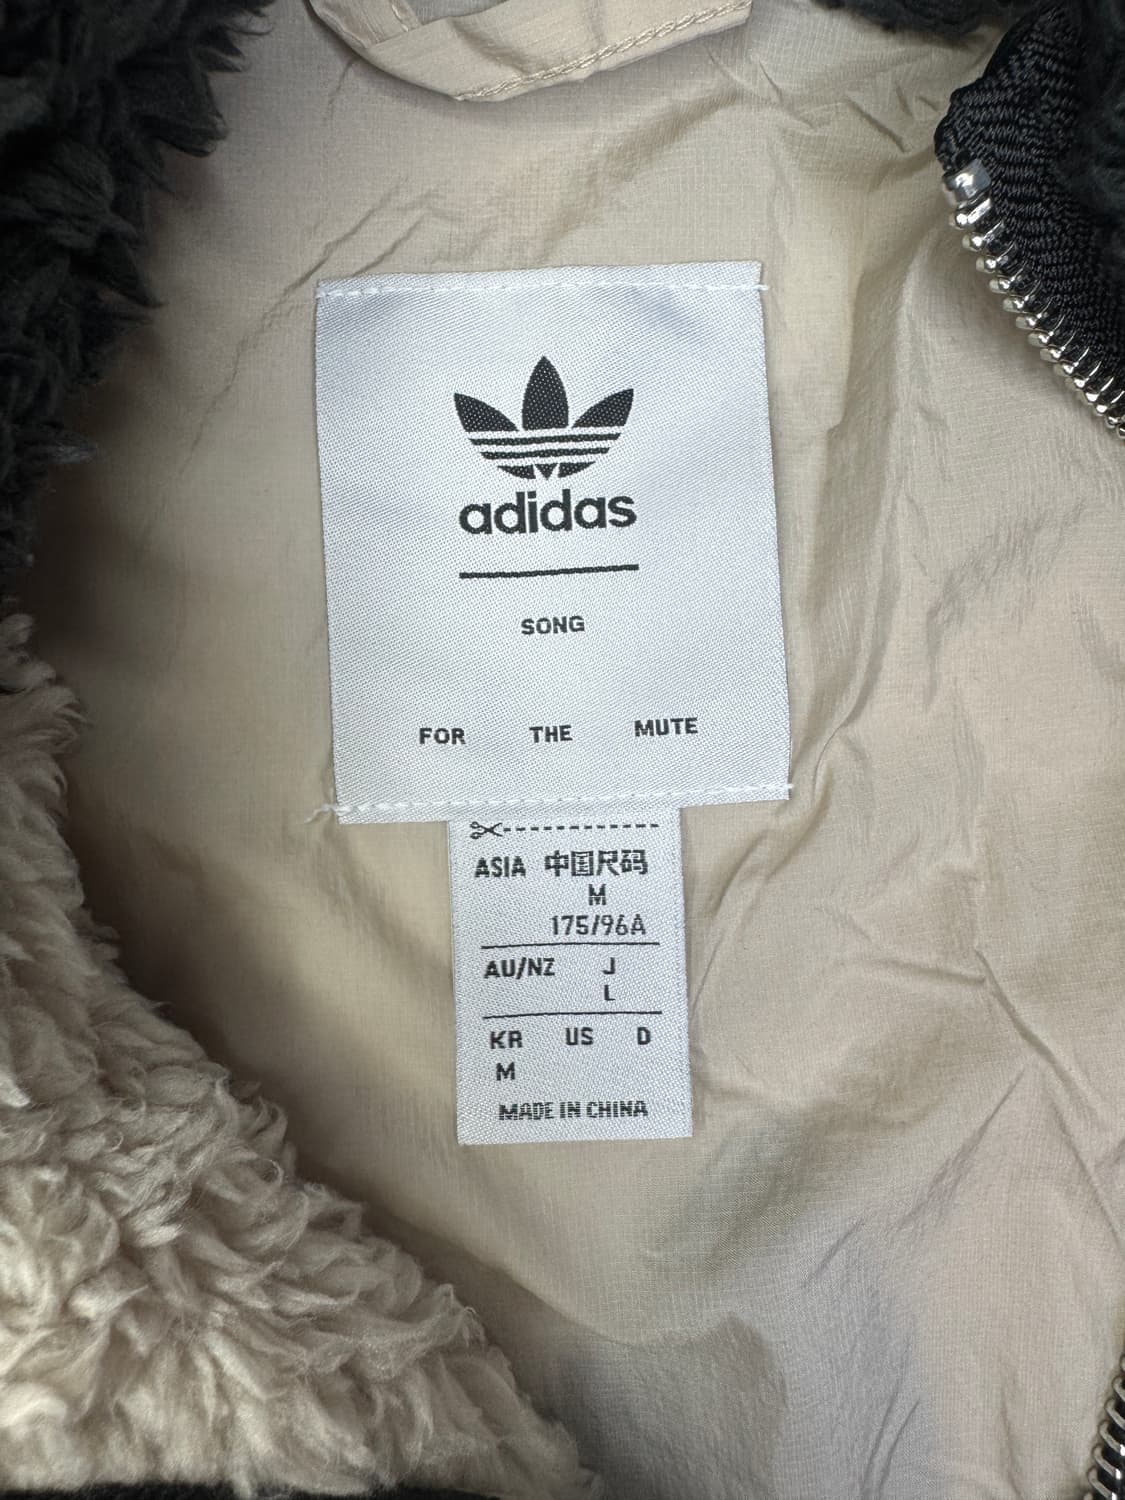 adidas
SONG
FOR THE MUTE
ASIA 中国尺码
M
175/96A
AU/NZ J
L
KR US D
M
MADE IN CHINA